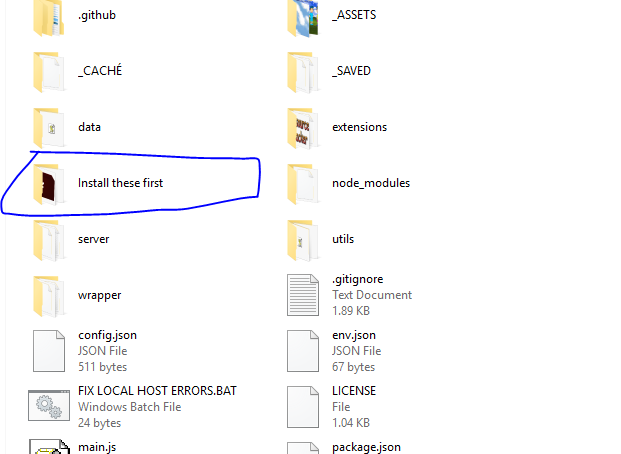 .github
_ASSETS
_CACHÉ
_SAVED
data
extensions
Install these first
node_modules
server
utils
wrapper
.gitignore
Text Document
1.89 KB
config.json
JSON File
511 bytes
env.json
JSON File
67 bytes
FIX LOCAL HOST ERRORS.BAT
Windows Batch File
24 bytes
LICENSE
File
1.04 KB
main.js
package.json